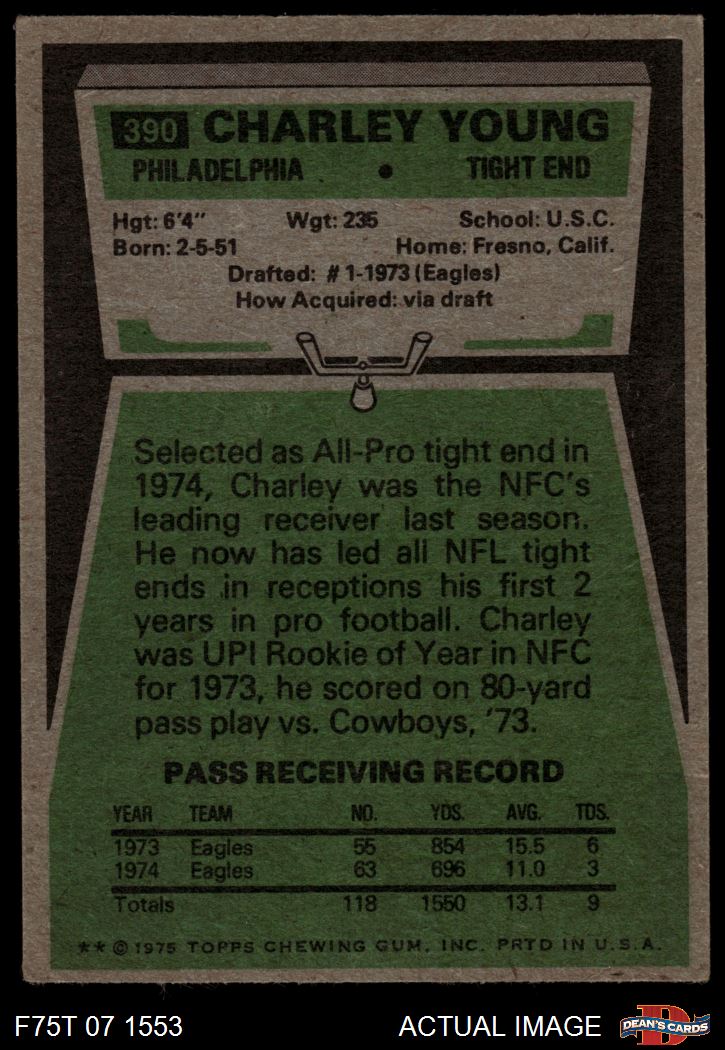 390 CHARLEY YOUNG
PHILADELPHIA • TIGHT END
Hgt: 6'4" Wgt: 235 School: U.S.C.
Born: 2-5-51 Home: Fresno, Calif.
Drafted: #1-1973 (Eagles)
How Acquired: via draft
Selected as All-Pro tight end in
1974, Charley was the NFC's
leading receiver last season.
He now has led all NFL tight
ends in receptions his first 2
years in pro football. Charley
was UPI Rookie of Year in NFC
for 1973, he scored on 80-yard
pass play vs. Cowboys, '73.
PASS RECEIVING RECORD
YEAR TEAM NO. YDS. AVG. TDS.
1973 Eagles 55 854 15.5 6
1974 Eagles 63 696 11.0 3
Totals 118 1550 13.1 9
** © 1975 TOPPS CHEWING GUM, INC. PRTD IN U.S.A.
F75T 07 1553 ACTUAL IMAGE D DEAN'S CARDS